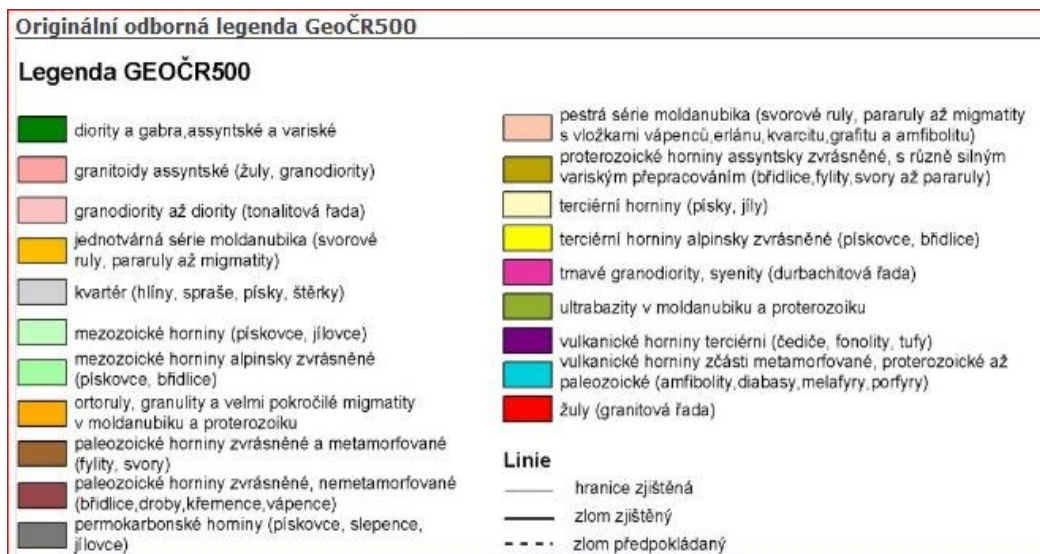 Originální odborná legenda GeoČR500
Legenda GEOČR500
diority a gabra,assyntské a variské
granitoidy assyntské (žuly, granodiority)
granodiority až diority (tonalitová řada)
jednotvárná série moldanubika (svorové
ruly, pararuly až migmatity)
kvartér (hlíny, spraše, písky, štěrky)
mezozoické horniny (pískovce, jílovce)
mezozoické horniny alpinsky zvrásněné
(pískovce, břidlice)
ortoruly, granulity a velmi pokročilé migmatity
v moldanubiku a proterozoiku
paleozoické horniny zvrásněné a metamorfované
(fylity, svory)
paleozoické horniny zvrásněné, nemetamorfované
(břidlice,droby,křemence,vápence)
permokarbonské horniny (pískovce, slepence,
jílovce)
pestrá série moldanubika (svorové ruly, pararuly až migmatity
s vložkami vápenců,erlánu,kvarcitu,grafitu a amfibolitu)
proterozoické horniny assyntsky zvrásněné, s různě silným
variským přepracováním (břidlice,fylity,svory až pararuly)
terciérní horniny (písky, jíly)
terciérní horniny alpinsky zvrásněné (pískovce, břidlice)
tmavé granodiority, syenity (durbachitová řada)
ultrabazity v moldanubiku a proterozoiku
vulkanické horniny terciérni (čediče, fonolity, tufy)
vulkanické horniny zčásti metamorfované, proterozoické až
paleozoické (amfibolity,diabasy,melafyry,porfyry)
žuly (granitová řada)
Linie
hranice zjištěná
zlom zjištěný
zlom předpokládaný